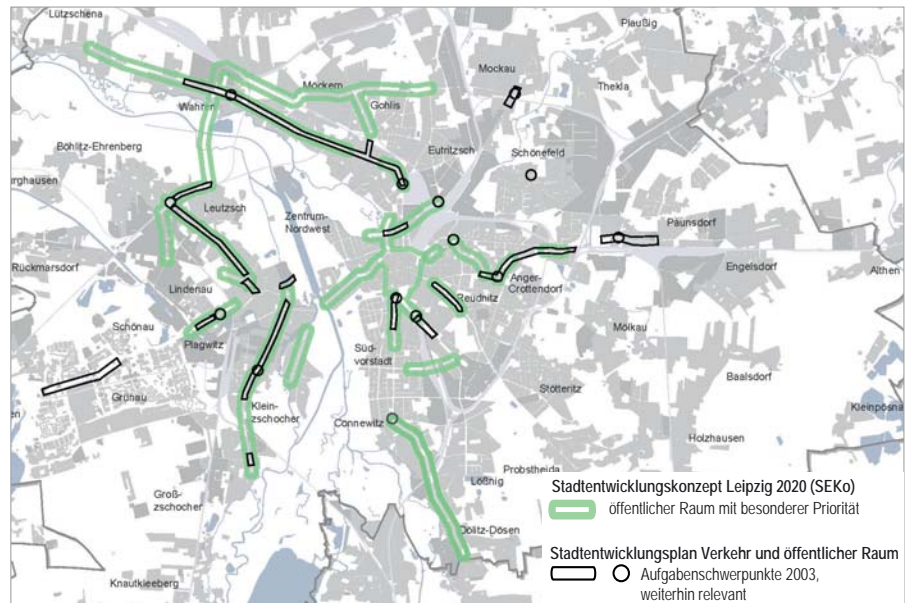 Lützschena
Plaußig
Mockau
Möckern
Thekla
Wahren
Gohlis
Eutritzsch
Böhlitz-Ehrenberg
Schönefeld
urghausen
Leutzsch
Zentrum-
Nordwest
Paunsdorf
Rückmarsdorf
Engelsdorf
Althen
Anger-
Crottendorf
Lindenau
Reudnitz
Schönau
Mölkau
Plagwitz
Süd-
vorstadt
Baalsdorf
Grünau
Stötteritz
Klein-
zschocher
Kleinpösna
Connewitz
Holzhausen
Probstheida
Lößnig
Groß-
zschocher
Dölitz-Dösen
Knautkleeberg
Stadtentwicklungskonzept Leipzig 2020 (SEKo)
öffentlicher Raum mit besonderer Priorität
Stadtentwicklungsplan Verkehr und öffentlicher Raum
Aufgabenschwerpunkte 2003,
weiterhin relevant